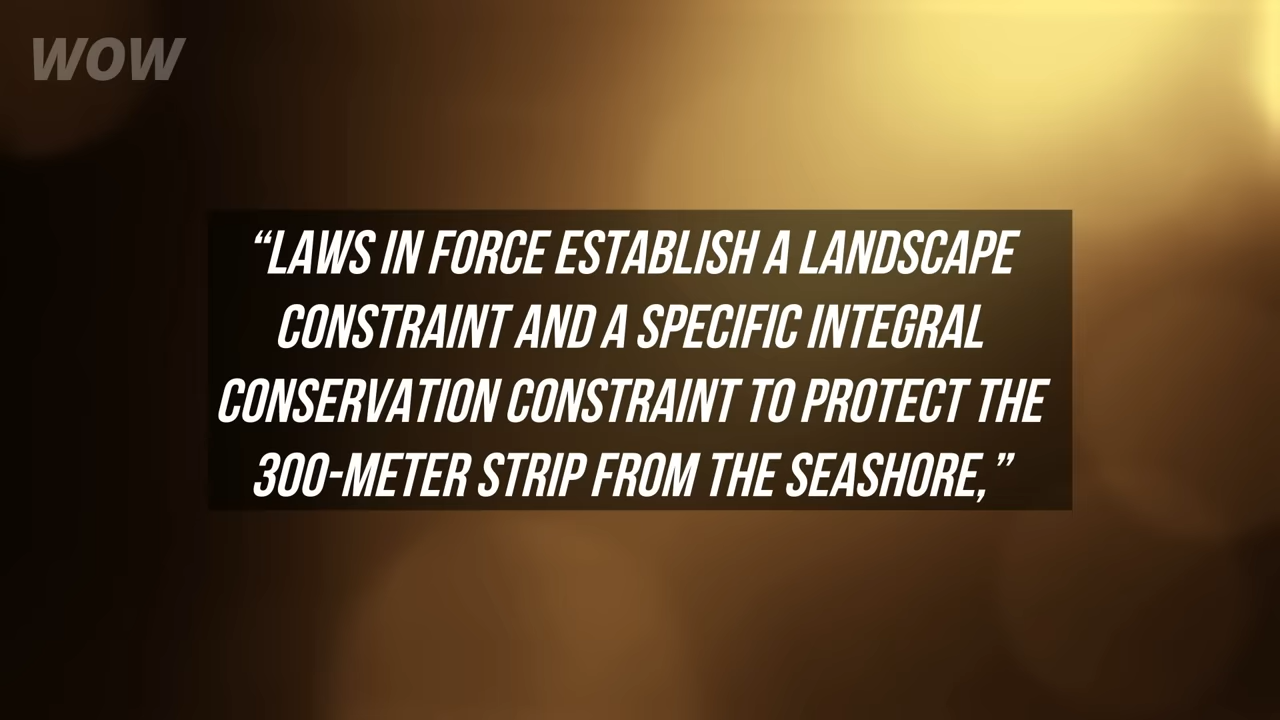 WOW
“LAWS IN FORCE ESTABLISH A LANDSCAPE
CONSTRAINT AND A SPECIFIC INTEGRAL
CONSERVATION CONSTRAINT TO PROTECT THE
300-METER STRIP FROM THE SEASHORE,”